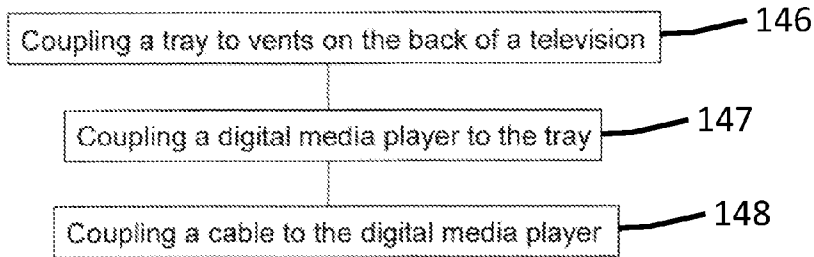 Coupling a tray to vents on the back of a television
146
Coupling a digital media player to the tray
147
Coupling a cable to the digital media player
148